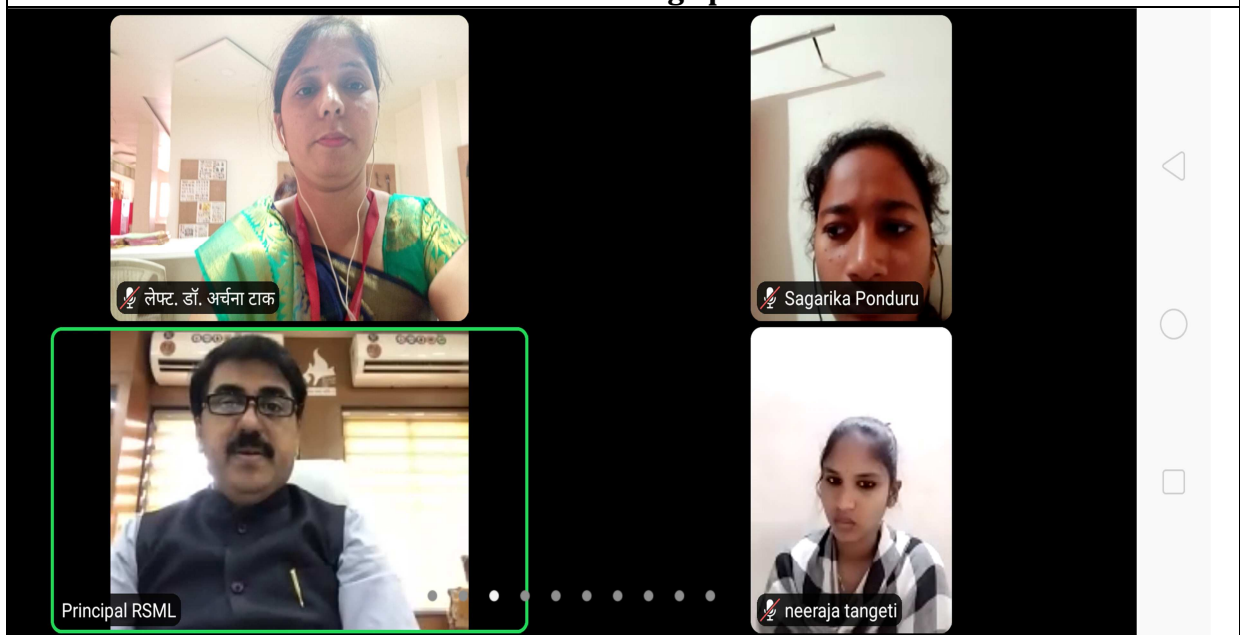 लेफ्ट. डॉ. अर्चना टाक
Sagarika Ponduru
Principal RSML
neeraja tangeti